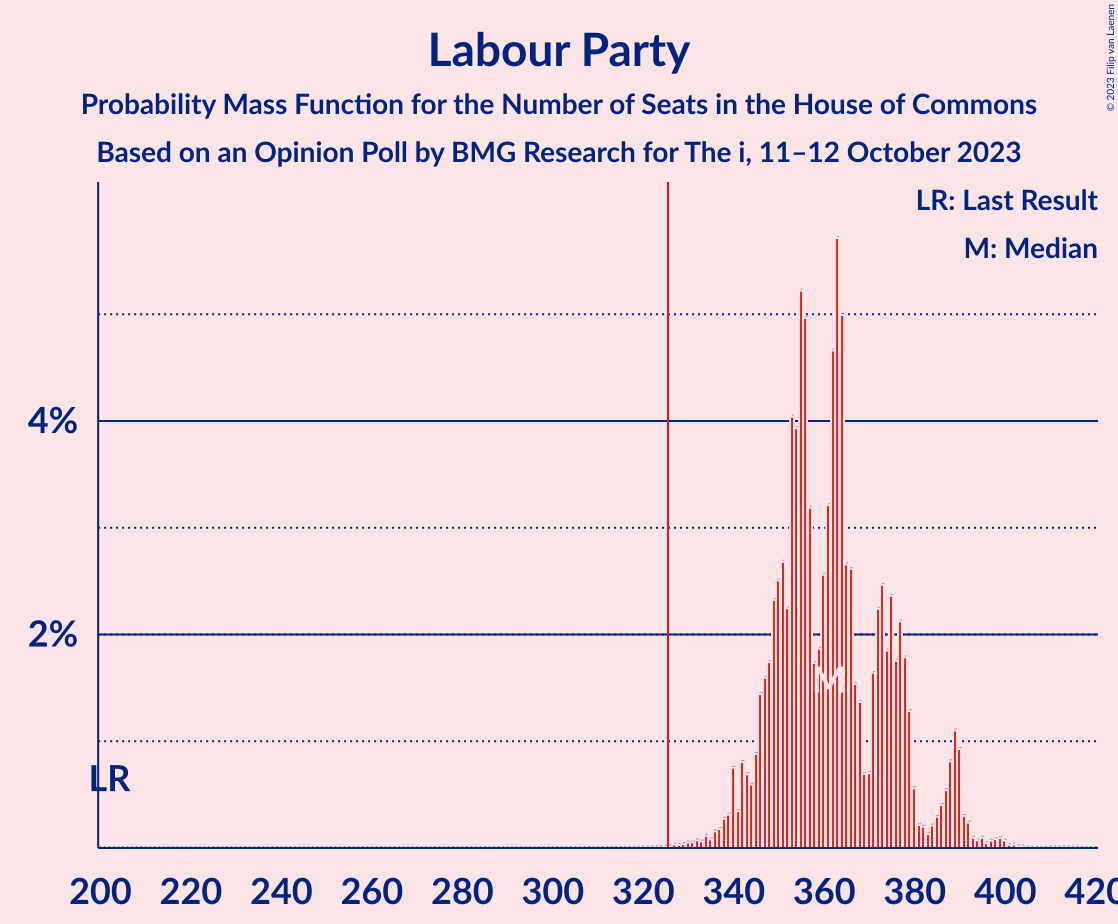 Labour Party
Probability Mass Function for the Number of Seats in the House of Commons
Based on an Opinion Poll by BMG Research for The i, 11–12 October 2023
© 2023 Filip van Laenen
LR: Last Result
M: Median
4%
2%
M
LR
200 220 240 260 280 300 320 340 360 380 400 420